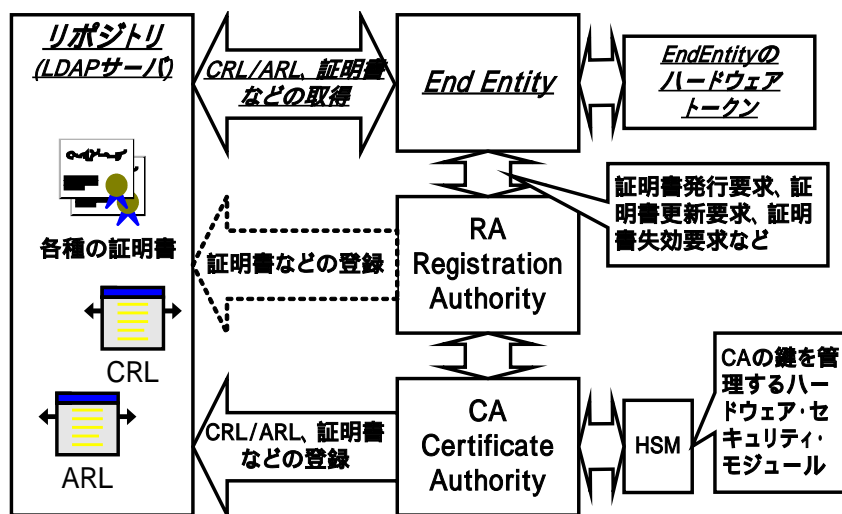 リポジトリ
(LDAPサーバ)
各種の証明書
CRL
ARL
CRL/ARL、証明書
などの取得
証明書などの登録
CRL/ARL、証明書
などの登録
End Entity
RA
Registration
Authority
CA
Certificate
Authority
EndEntityの
ハードウェア
トークン
証明書発行要求、証
明書更新要求、証明
書失効要求など
HSM
CAの鍵を管
理するハー
ドウェア・セ
キュリティ・
モジュール